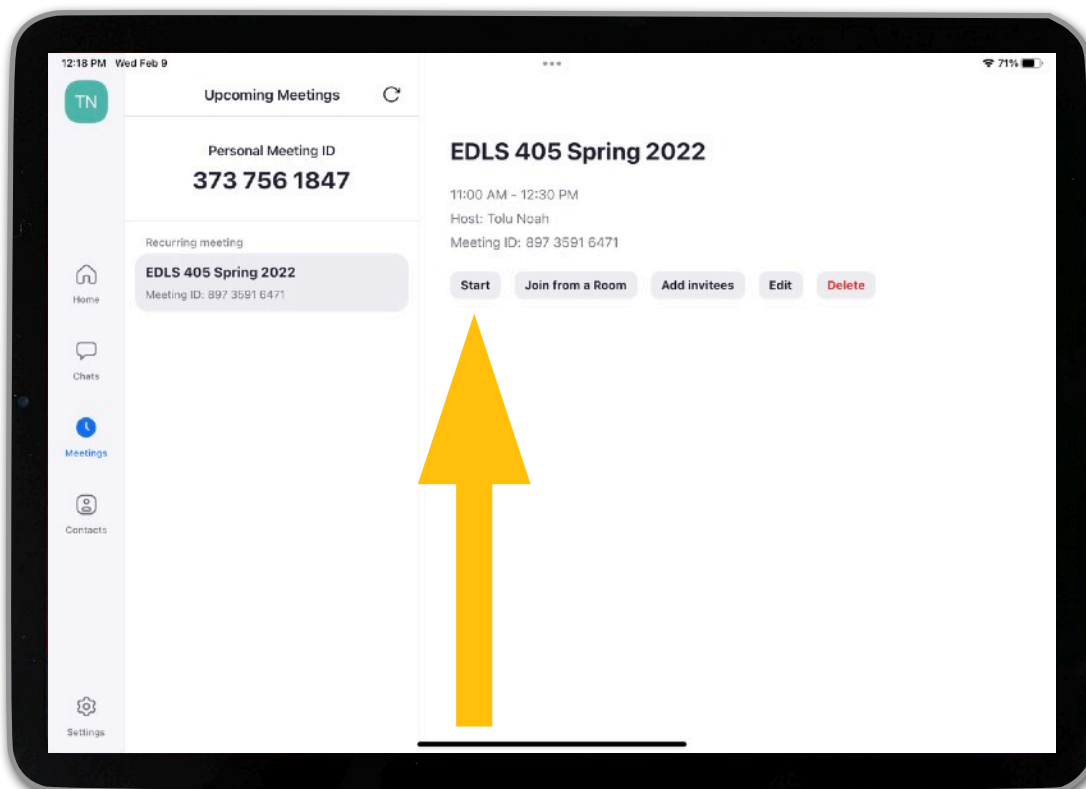 12:18 PM Wed Feb 9
71%
TN
Upcoming Meetings
Personal Meeting ID
373 756 1847
Recurring meeting
EDLS 405 Spring 2022
Meeting ID: 897 3591 6471
Home
Chats
Meetings
Contacts
Settings
EDLS 405 Spring 2022
11:00 AM - 12:30 PM
Host: Tolu Noah
Meeting ID: 897 3591 6471
Start Join from a Room Add invitees Edit Delete